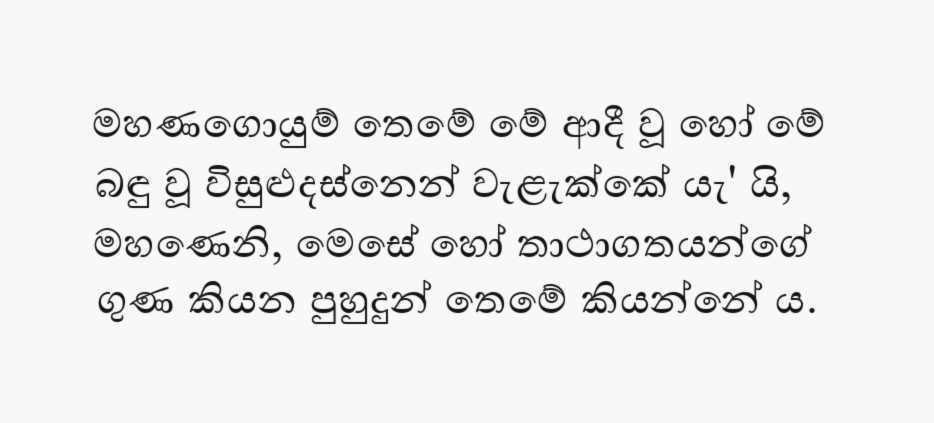 මහණගොයුම් තෙමේ මේ ආදී වූ හෝ මේ
බඳු වූ විසුළුදස්නෙන් වැළැක්කේ යැ' යි,
මහණෙනි, මෙසේ හෝ තාථාගතයන්ගේ
ගුණ කියන පුහුදුන් තෙමේ කියන්නේ ය.